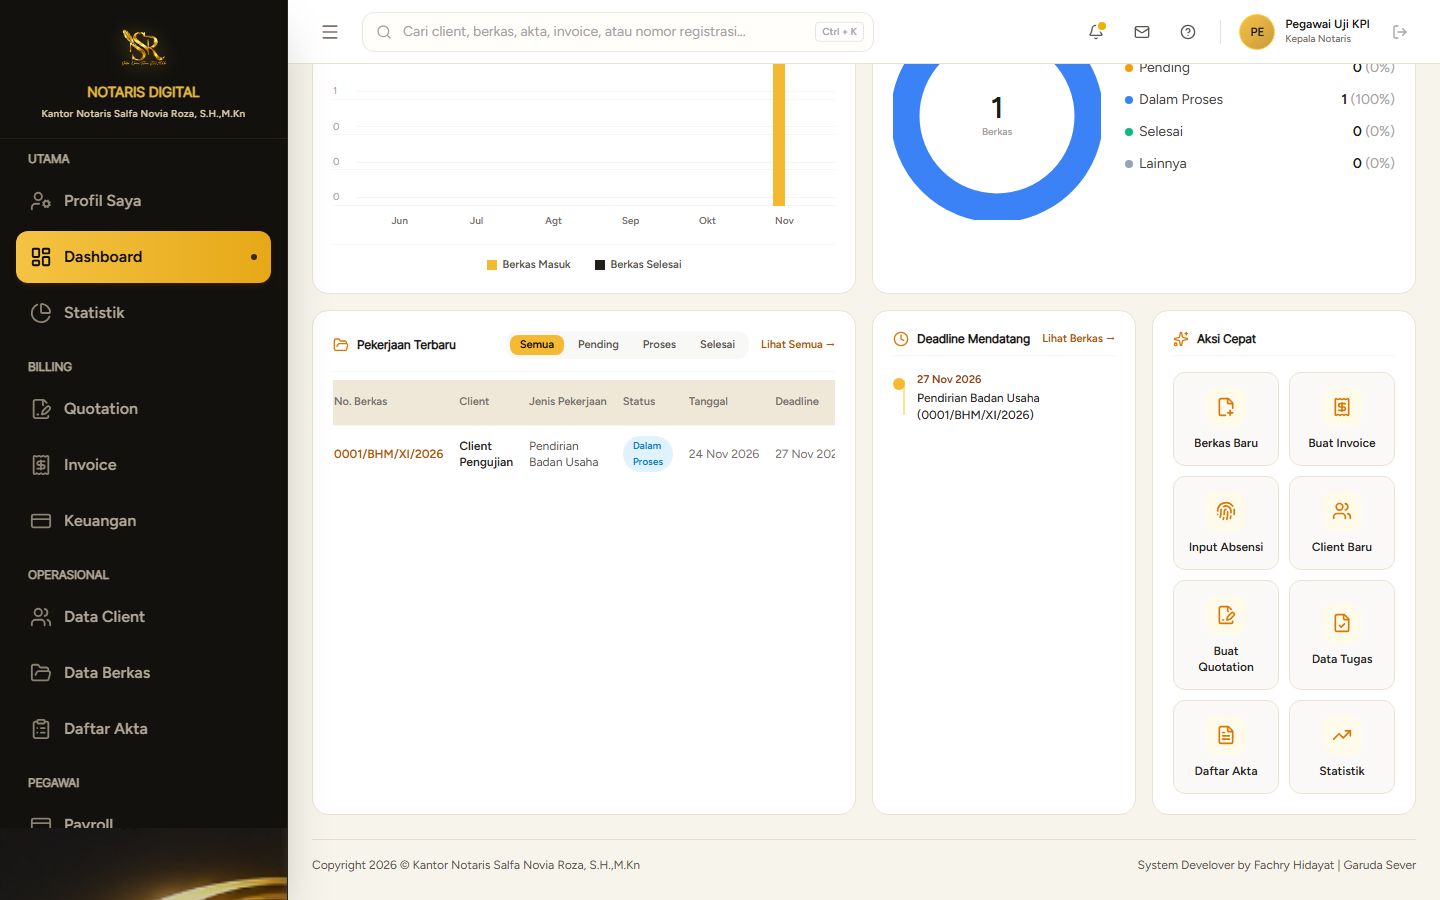 NOTARIS DIGITAL
Kantor Notaris Salfa Novia Roza, S.H.,M.Kn
UTAMA
Profil Saya
Dashboard
Statistik
BILLING
Quotation
Invoice
Keuangan
OPERASIONAL
Data Client
Data Berkas
Daftar Akta
PEGAWAI
Payroll
Cari client, berkas, akta, invoice, atau nomor registrasi...
Ctrl + K
PE
Pegawai Uji KPI
Kepala Notaris
1
0
0
0
Jun
Jul
Agt
Sep
Okt
Nov
Berkas Masuk
Berkas Selesai
1
Berkas
Pending 0 (0%)
Dalam Proses 1 (100%)
Selesai 0 (0%)
Lainnya 0 (0%)
Pekerjaan Terbaru
Semua
Pending
Proses
Selesai
Lihat Semua →
No. Berkas
Client
Jenis Pekerjaan
Status
Tanggal
Deadline
0001/BHM/XI/2026
Client
Pengujian
Pendirian
Badan Usaha
Dalam
Proses
24 Nov 2026
27 Nov 202
Deadline Mendatang
Lihat Berkas →
27 Nov 2026
Pendirian Badan Usaha
(0001/BHM/XI/2026)
Aksi Cepat
Berkas Baru
Buat Invoice
Input Absensi
Client Baru
Buat
Quotation
Data Tugas
Daftar Akta
Statistik
Copyright 2026 © Kantor Notaris Salfa Novia Roza, S.H.,M.Kn
System Develover by Fachry Hidayat | Garuda Sever